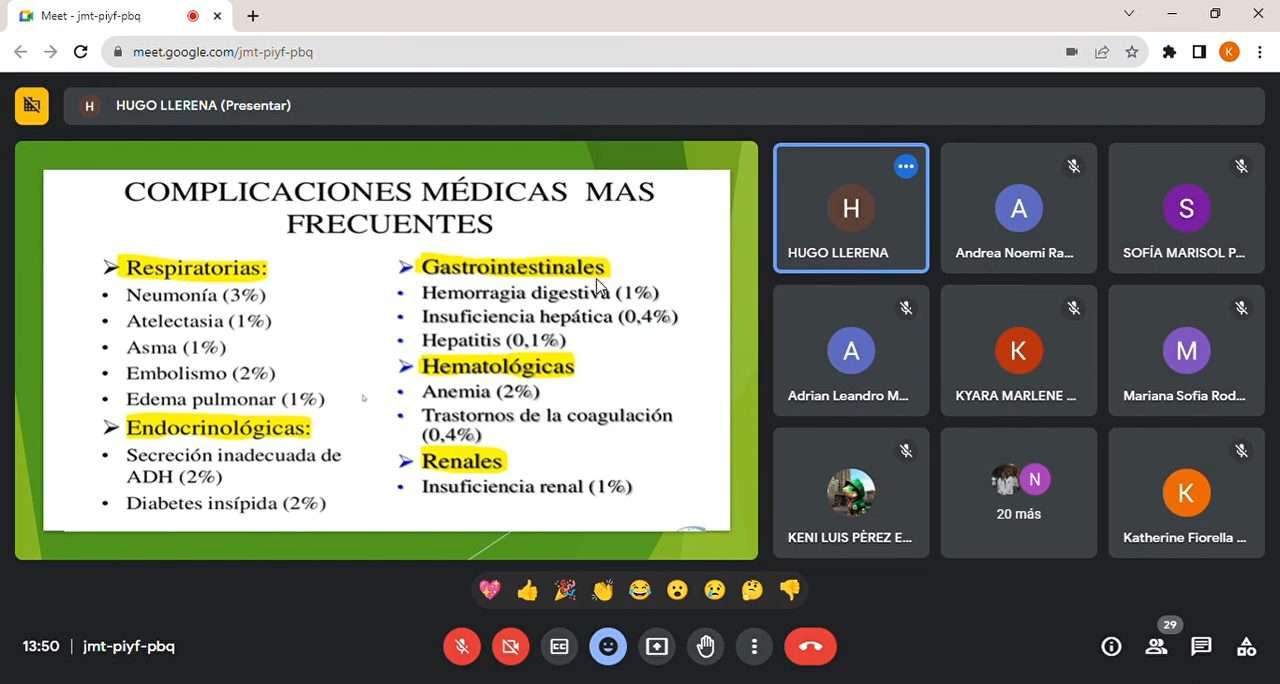 Meet - jmt-piyf-pbq
meet.google.com/jmt-piyf-pbq
K
H
HUGO LLERENA (Presentar)
COMPLICACIONES MÉDICAS MAS
FRECUENTES
Respiratorias:
Neumonía (3%)
Atelectasia (1%)
Asma (1%)
Embolismo (2%)
Edema pulmonar (1%)
Endocrinológicas:
Secreción inadecuada de
ADH (2%)
Diabetes insípida (2%)
Gastrointestinales
Hemorragia digestiva (1%)
Insuficiencia hepática (0,4%)
Hepatitis (0,1%)
Hematológicas
Anemia (2%)
Trastornos de la coagulación
(0,4%)
Renales
Insuficiencia renal (1%)
H
HUGO LLERENA
A
Andrea Noemi Ra...
S
SOFÍA MARISOL P...
A
Adrian Leandro M...
K
KYARA MARLENE ...
M
Mariana Sofia Rod...
KENI LUIS PÈREZ E...
N
20 más
K
Katherine Fiorella ...
13:50 | jmt-piyf-pbq
CC
29